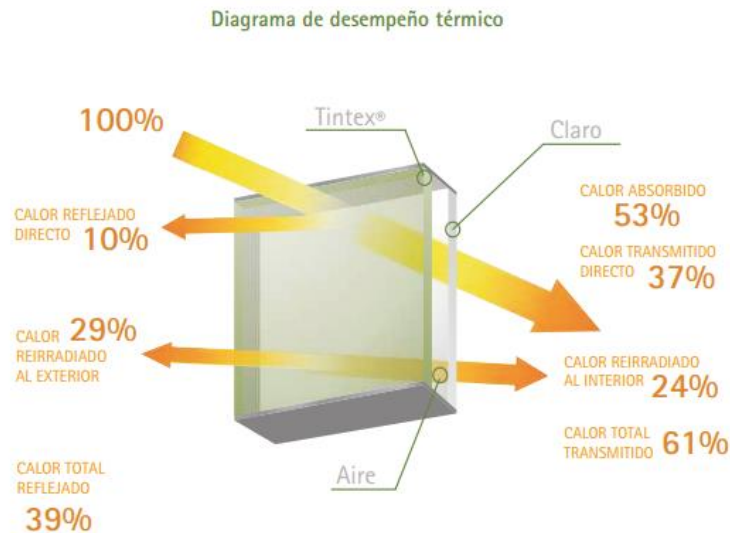 Diagrama de desempeño térmico
100%
Tintex®
Claro
CALOR REFLEJADO
DIRECTO 10%
CALOR ABSORBIDO
53%
CALOR TRANSMITIDO
DIRECTO 37%
CALOR 29%
REIRRADIADO
AL EXTERIOR
CALOR REIRRADIADO
AL INTERIOR 24%
CALOR TOTAL
TRANSMITIDO 61%
Aire
CALOR TOTAL
REFLEJADO
39%